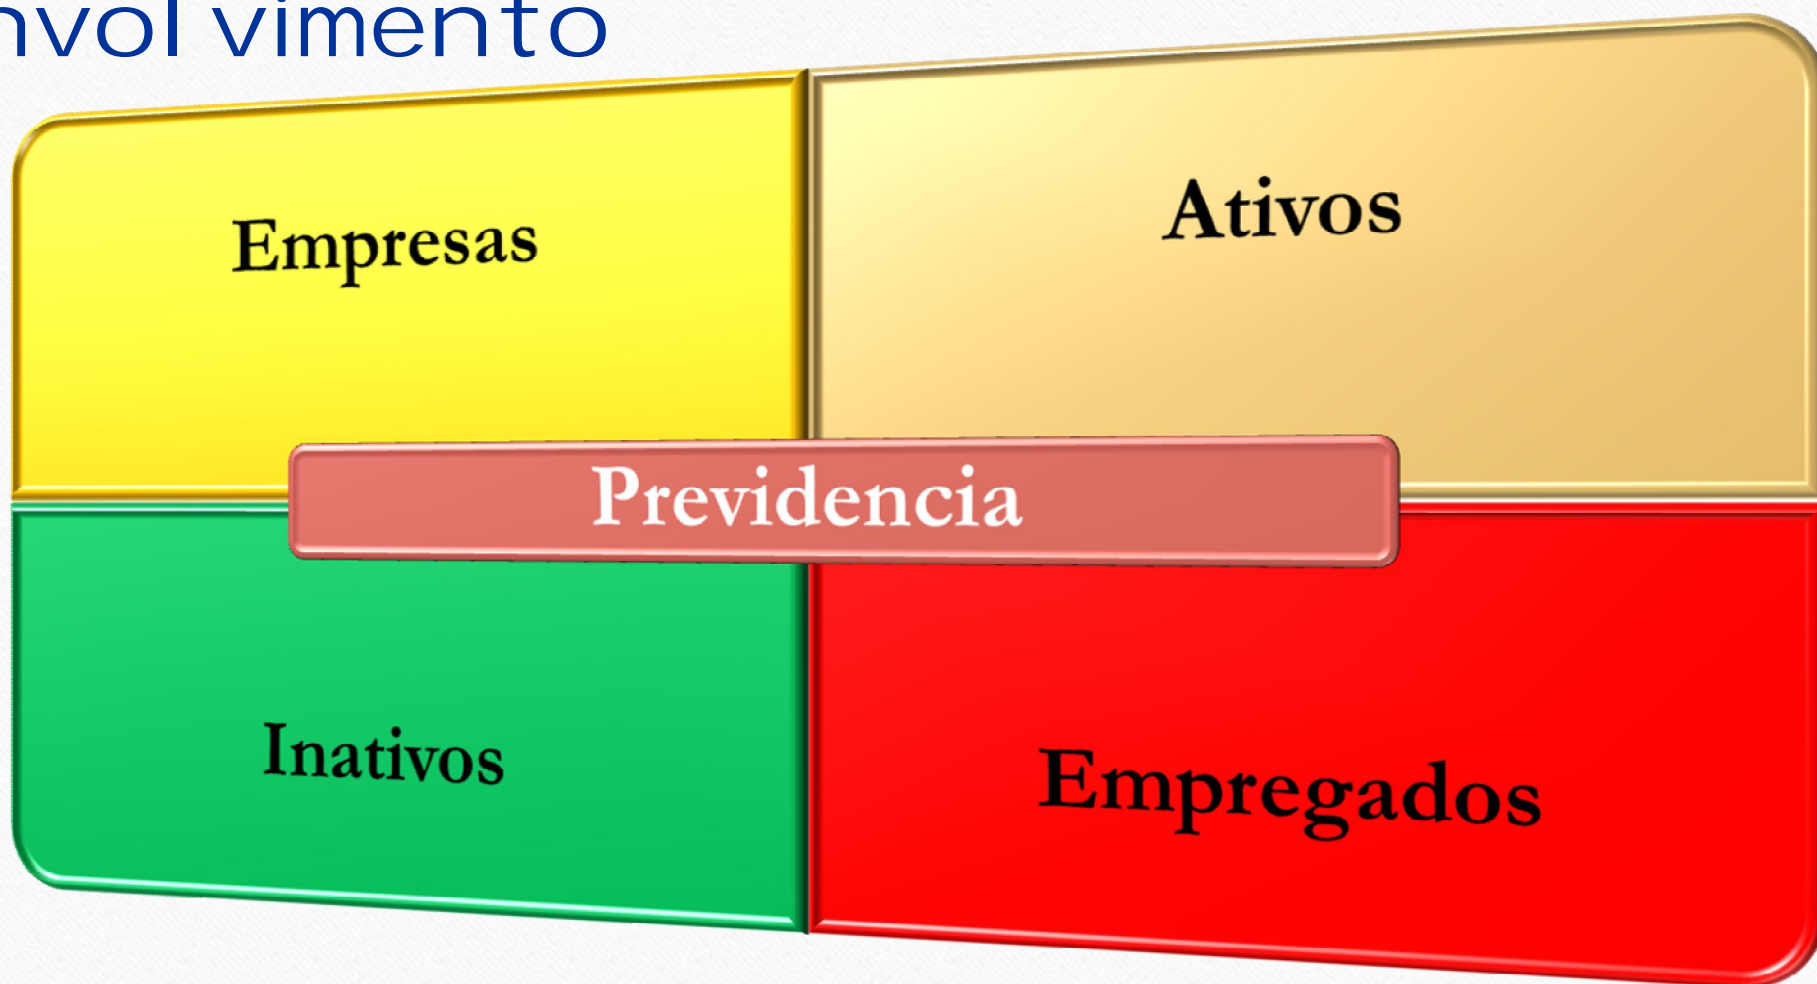 nvol vimento
Empresas
Ativos
Previdencia
Inativos
Empregados